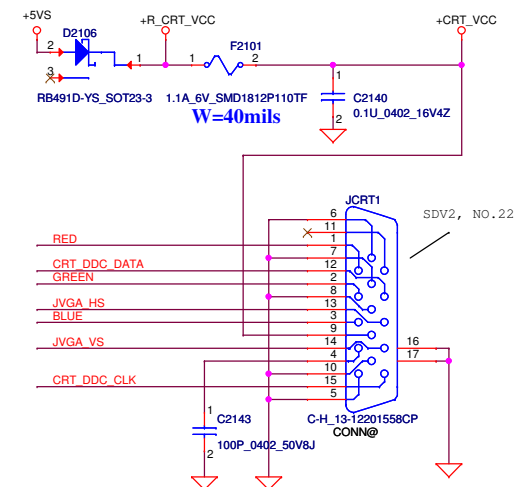 +5VS
+R_CRT_VCC
+CRT_VCC
D2106
F2101
2
1
1
2
3
1
C2140
0.1U_0402_16V4Z
2
RB491D-YS_SOT23-3
1.1A_6V_SMD1812P110TF
W=40mils
JCRT1
SDV2, NO.22
6
11
RED
1
7
CRT_DDC_DATA
12
GREEN
2
8
JVGA_HS
13
BLUE
3
9
JVGA_VS
14
16
4
17
10
CRT_DDC_CLK
15
5
1
C2143
C-H_13-12201558CP
CONN@
100P_0402_50V8J
2